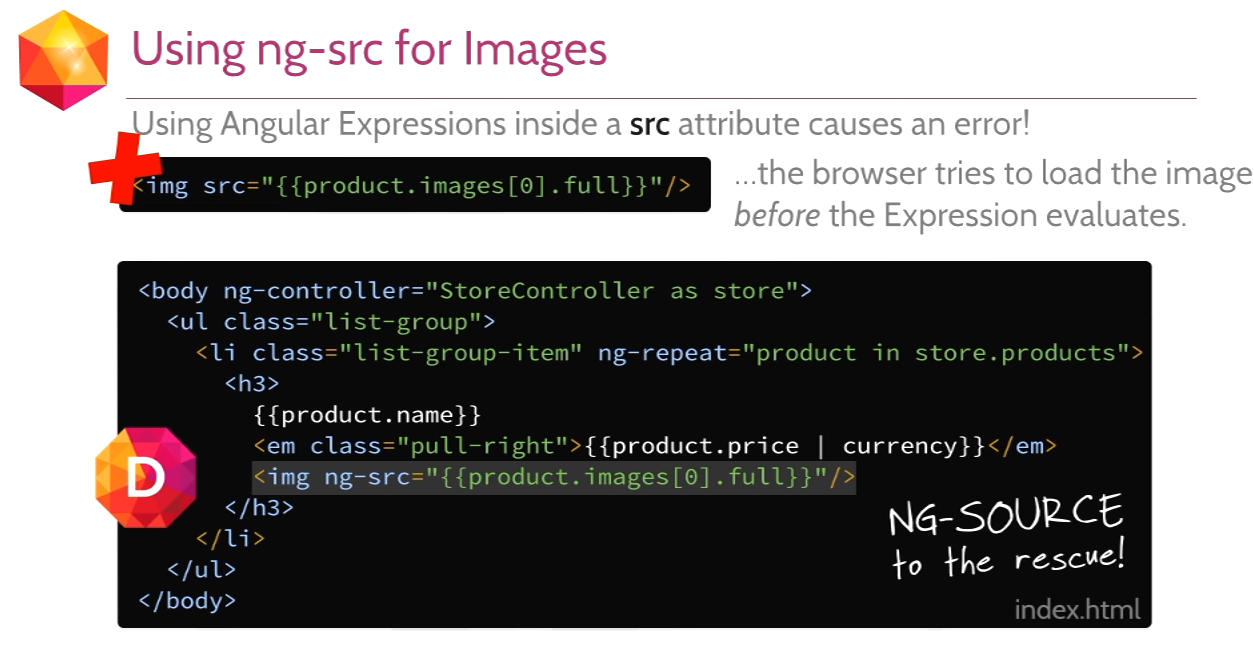 Using ng-src for Images
Using Angular Expressions inside a src attribute causes an error!
<img src="{{product.images[0].full}}"/>
...the browser tries to load the image
before the Expression evaluates.
<body ng-controller="StoreController as store">
<ul class="list-group">
<li class="list-group-item" ng-repeat="product in store.products">
<h3>
{{product.name}}
<em class="pull-right">{{product.price | currency}}</em>
<img ng-src="{{product.images[0].full}}"/>
</h3>
</li>
</ul>
</body>
D
NG-SOURCE
to the rescue!
index.html